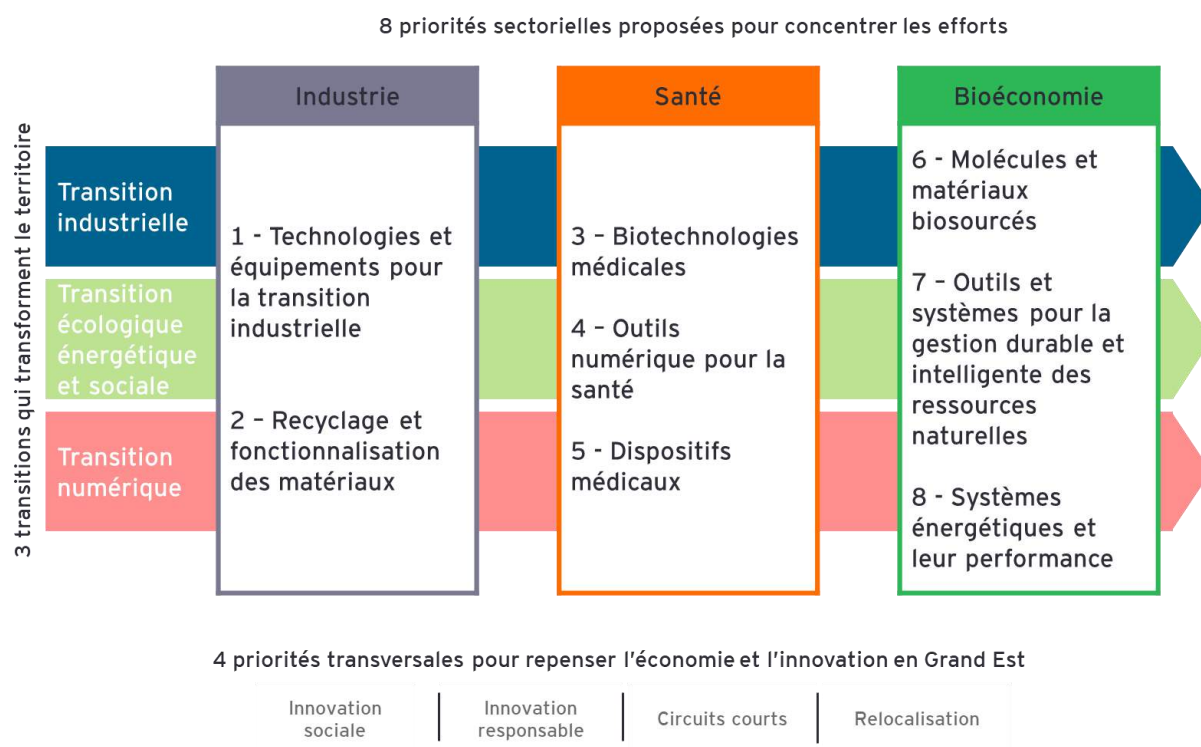 8 priorités sectorielles proposées pour concentrer les efforts
3 transitions qui transforment le territoire
Transition
industrielle
Transition
écologique
énergétique
et sociale
Transition
numérique
Industrie
1 - Technologies et
équipements pour
la transition
industrielle
2 – Recyclage et
fonctionnalisation
des matériaux
Santé
3 – Biotechnologies
médicales
4 – Outils
numérique pour la
santé
5 - Dispositifs
médicaux
Bioéconomie
6 - Molécules et
matériaux
biosourcés
7 – Outils et
systèmes pour la
gestion durable et
intelligente des
ressources
naturelles
8 - Systèmes
énergétiques et
leur performance
4 priorités transversales pour repenser l’économie et l’innovation en Grand Est
Innovation
sociale
Innovation
responsable
Circuits courts
Relocalisation